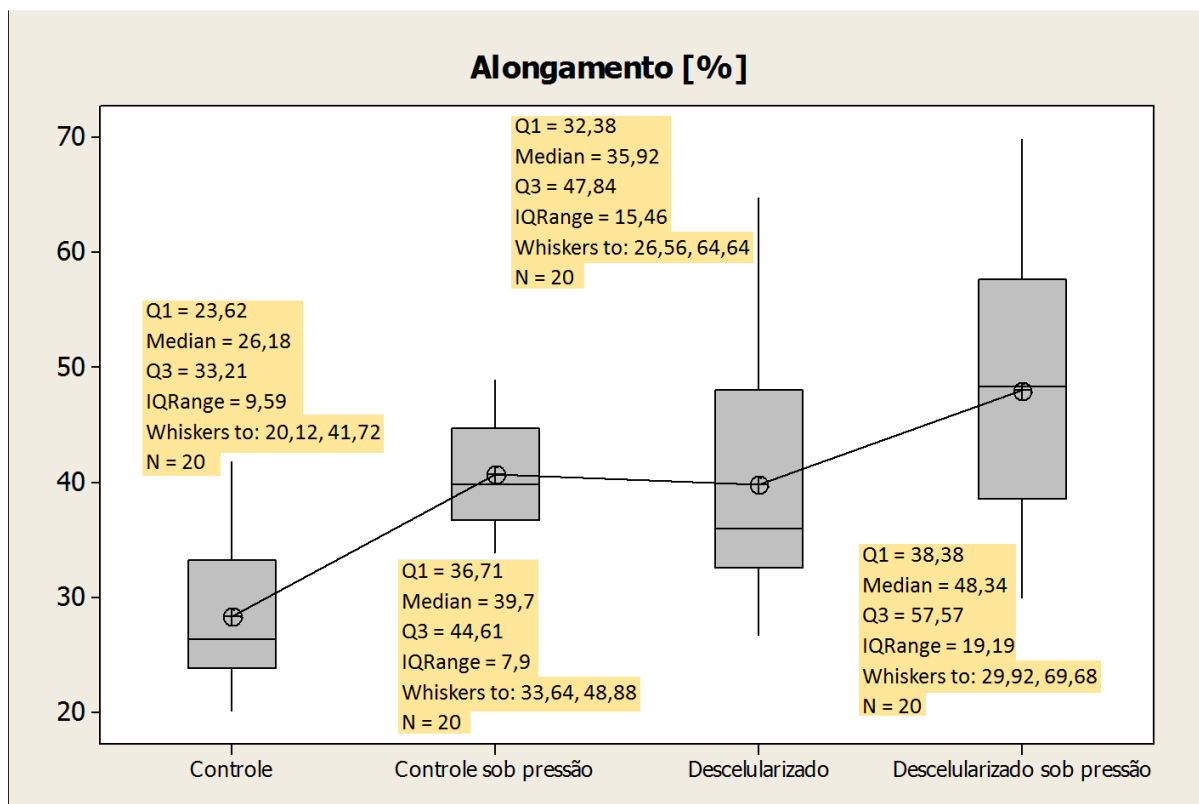 Alongamento [%]
70
60
50
40
30
20
Q1 = 23,62
Median = 26,18
Q3 = 33,21
IQRange = 9,59
Whiskers to: 20,12, 41,72
N = 20
Q1 = 36,71
Median = 39,7
Q3 = 44,61
IQRange = 7,9
Whiskers to: 33,64, 48,88
N = 20
Q1 = 32,38
Median = 35,92
Q3 = 47,84
IQRange = 15,46
Whiskers to: 26,56, 64,64
N = 20
Q1 = 38,38
Median = 48,34
Q3 = 57,57
IQRange = 19,19
Whiskers to: 29,92, 69,68
N = 20
Controle
Controle sob pressão
Descelularizado
Descelularizado sob pressão